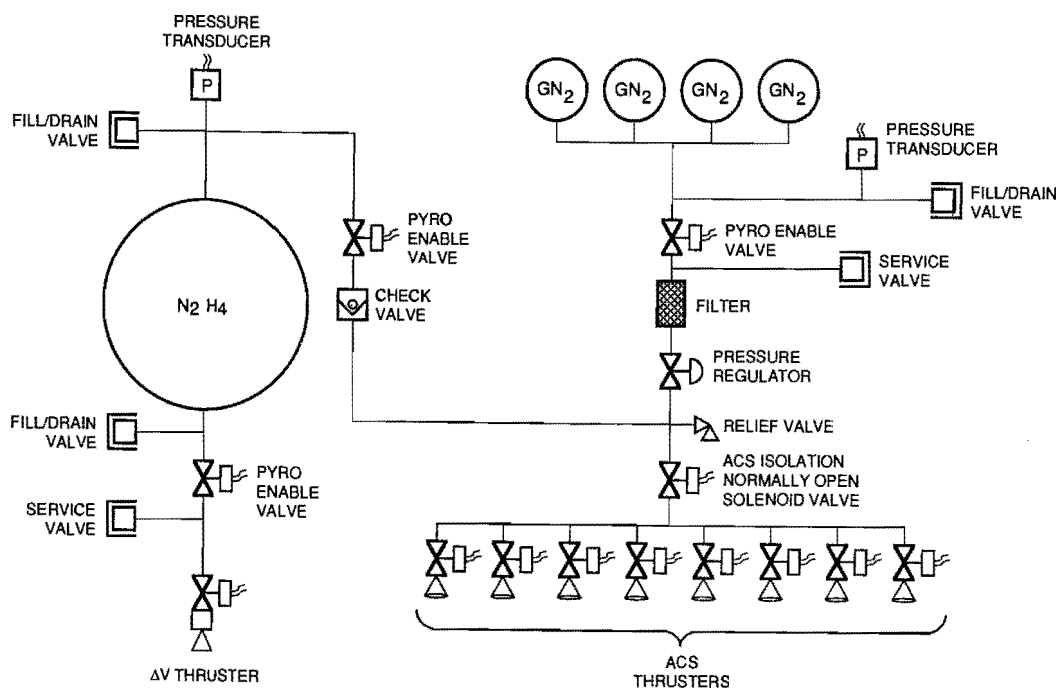 PRESSURE
TRANSDUCER
P
FILL/DRAIN
VALVE
N2 H4
PYRO
ENABLE
VALVE
CHECK
VALVE
FILL/DRAIN
VALVE
PYRO
ENABLE
VALVE
SERVICE
VALVE
ΔV THRUSTER
GN2
GN2
GN2
GN2
PRESSURE
TRANSDUCER
P
FILL/DRAIN
VALVE
PYRO ENABLE
VALVE
SERVICE
VALVE
FILTER
PRESSURE
REGULATOR
RELIEF VALVE
ACS ISOLATION
NORMALLY OPEN
SOLENOID VALVE
ACS
THRUSTERS